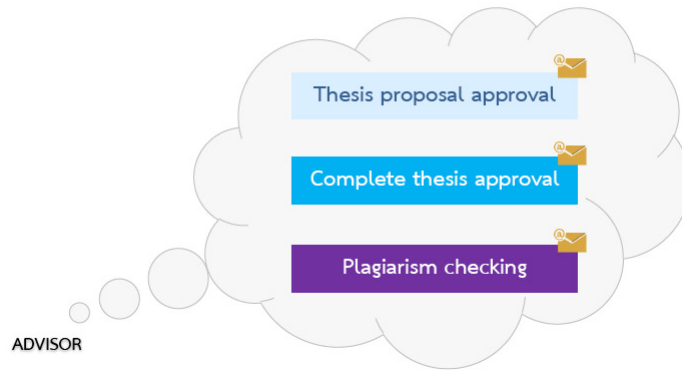 @
Thesis proposal approval
@
Complete thesis approval
@
Plagiarism checking
ADVISOR